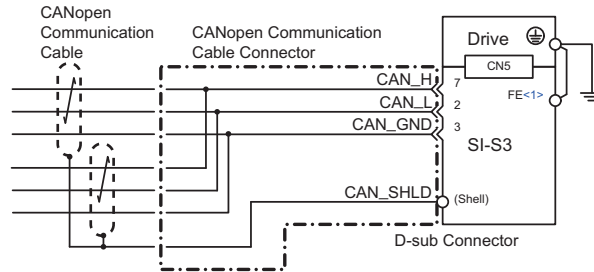 CANopen
Communication
Cable
CANopen Communication
Cable Connector
Drive
CN5
CAN_H
7
FE<1>
CAN_L
2
CAN_GND
3
SI-S3
CAN_SHLD
(Shell)
D-sub Connector